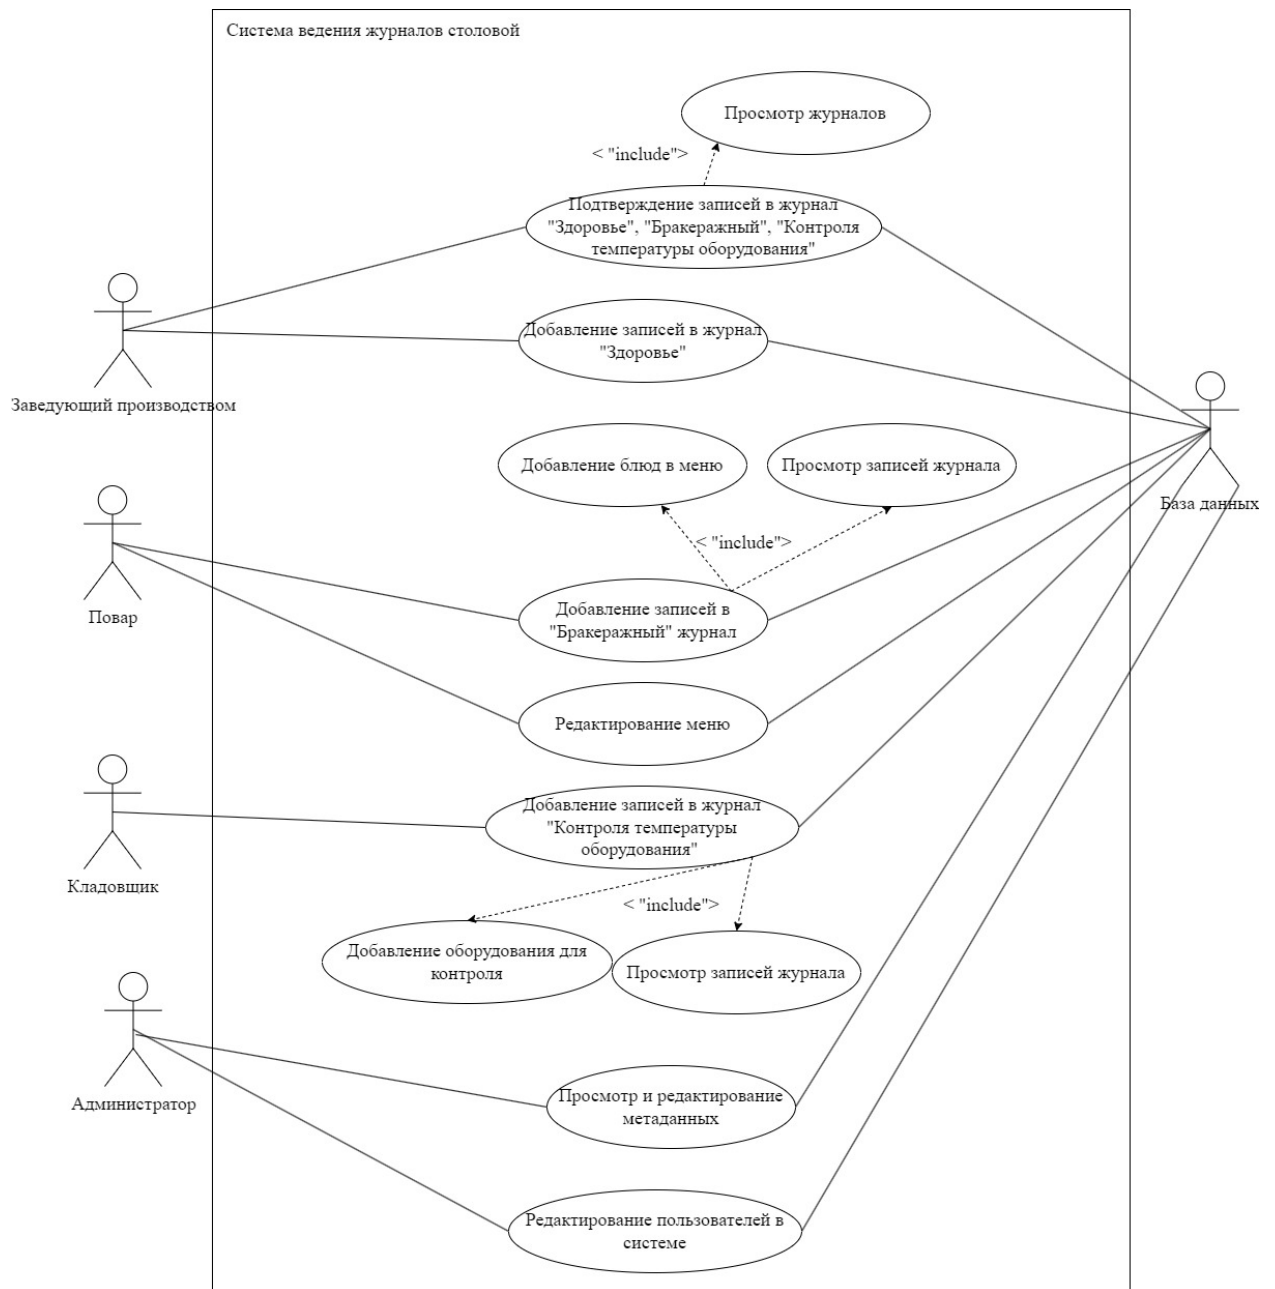 Система ведения журналов столовой
Просмотр журналов
< "include">
Подтверждение записей в журнал
"Здоровье", "Бракеражный", "Контроля
температуры оборудования"
Добавление записей в журнал
"Здоровье"
Заведующий производством
Добавление блюд в меню
Просмотр записей журнала
База данных
< "include">
Добавление записей в
"Бракеражный" журнал
Повар
Редактирование меню
Добавление записей в журнал
"Контроля температуры
оборудования"
Кладовщик
< "include">
Добавление оборудования для
контроля
Просмотр записей журнала
Просмотр и редактирование
метаданных
Администратор
Редактирование пользователей в
системе